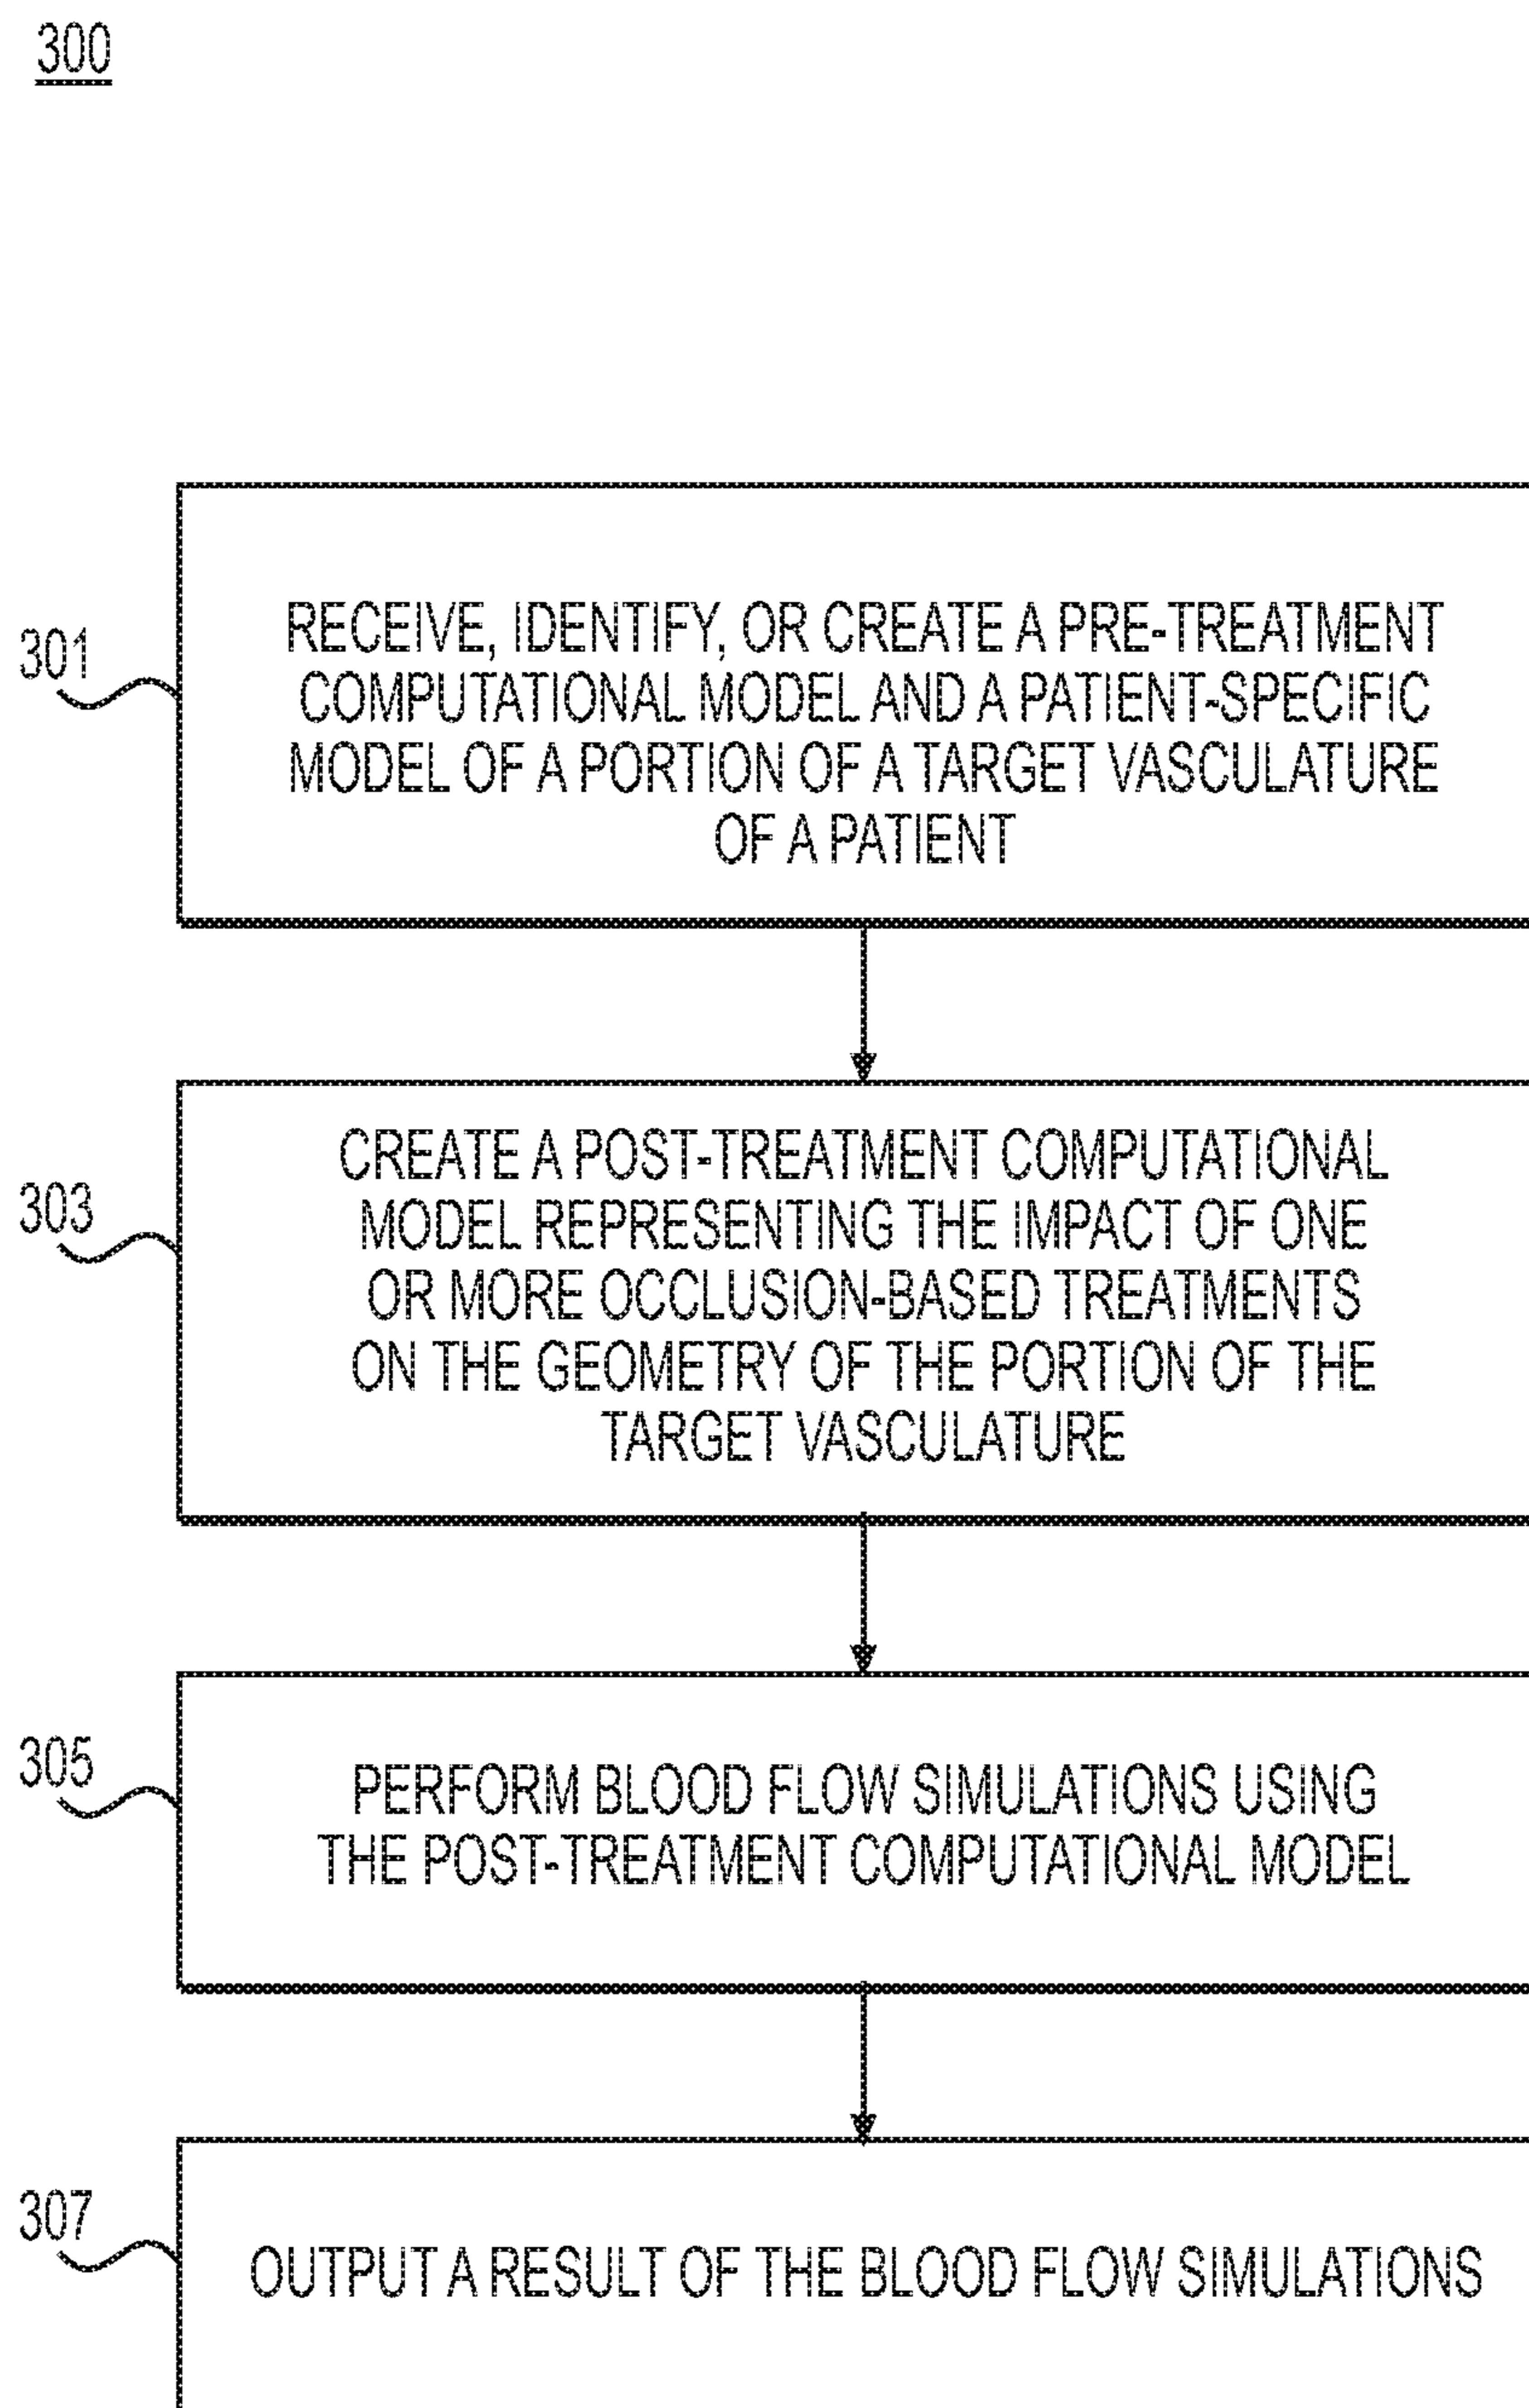 300
301
RECEIVE, IDENTIFY, OR CREATE A PRE-TREATMENT
COMPUTATIONAL MODEL AND A PATIENT-SPECIFIC
MODEL OF A PORTION OF A TARGET VASCULATURE
OF A PATIENT
303
CREATE A POST-TREATMENT COMPUTATIONAL
MODEL REPRESENTING THE IMPACT OF ONE
OR MORE OCCLUSION-BASED TREATMENTS
ON THE GEOMETRY OF THE PORTION OF THE
TARGET VASCULATURE
305
PERFORM BLOOD FLOW SIMULATIONS USING
THE POST-TREATMENT COMPUTATIONAL MODEL
307
OUTPUT A RESULT OF THE BLOOD FLOW SIMULATIONS